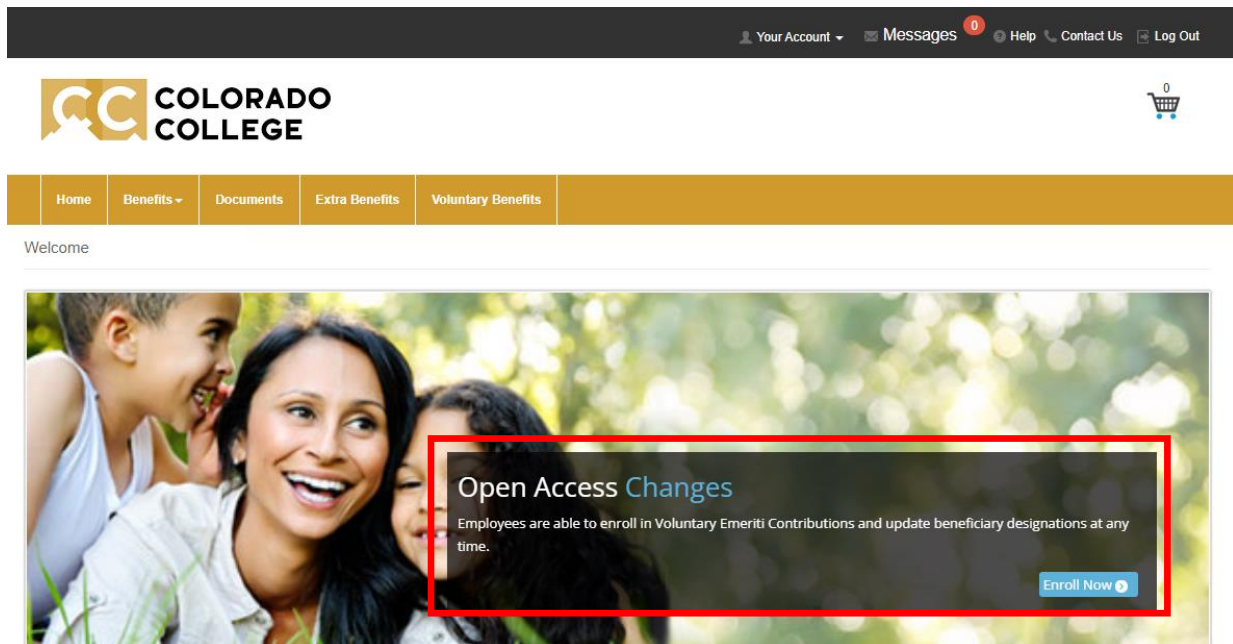 Your Account Messages 0 Help Contact Us Log Out
CC COLORADO
COLLEGE
0
Home Benefits Documents Extra Benefits Voluntary Benefits
Welcome
Open Access Changes
Employees are able to enroll in Voluntary Emeriti Contributions and update beneficiary designations at any
time.
Enroll Now